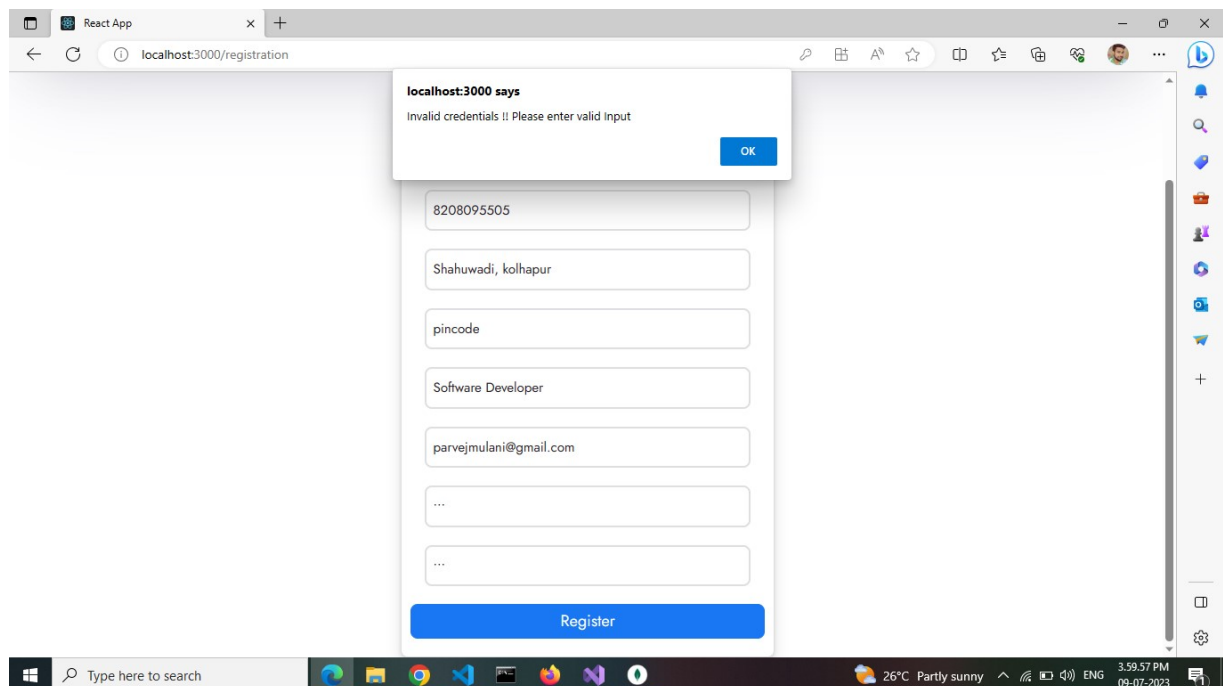 React App
localhost:3000/registration
localhost:3000 says
Invalid credentials !! Please enter valid Input
OK
8208095505
Shahuwadi, kolhapur
pincode
Software Developer
parvejmulani@gmail.com
...
...
Register
Type here to search
26°C Partly sunny
ENG
3.59.57 PM
09-07-2023